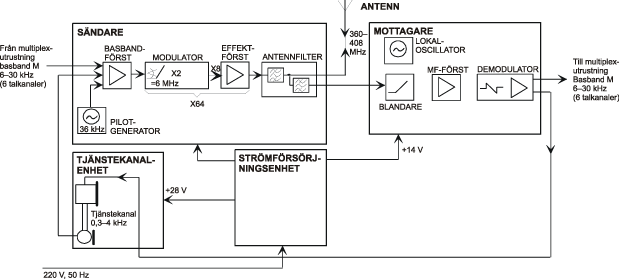 ANTENN
SÄNDARE
MOTTAGARE
Från multiplex-
utrustning
basband M
6–30 kHz
(6 talkanaler)
BASBAND-
FÖRST
MODULATOR
X2
=6 MHz
X8
EFFEKT-
FÖRST
ANTENNFILTER
X64
36 kHz
PILOT-
GENERATOR
360–
408
MHz
LOKAL-
OSCILLATOR
BLANDARE
MF-FÖRST
DEMODULATOR
Till multiplex-
utrustning
Basband M
6–30 kHz
(6 talkanaler)
TJÄNSTEKANAL-
ENHET
Tjänstekanal
0,3–4 kHz
STRÖMFÖRSÖRJ-
NINGSENHET
+28 V
+14 V
220 V, 50 Hz